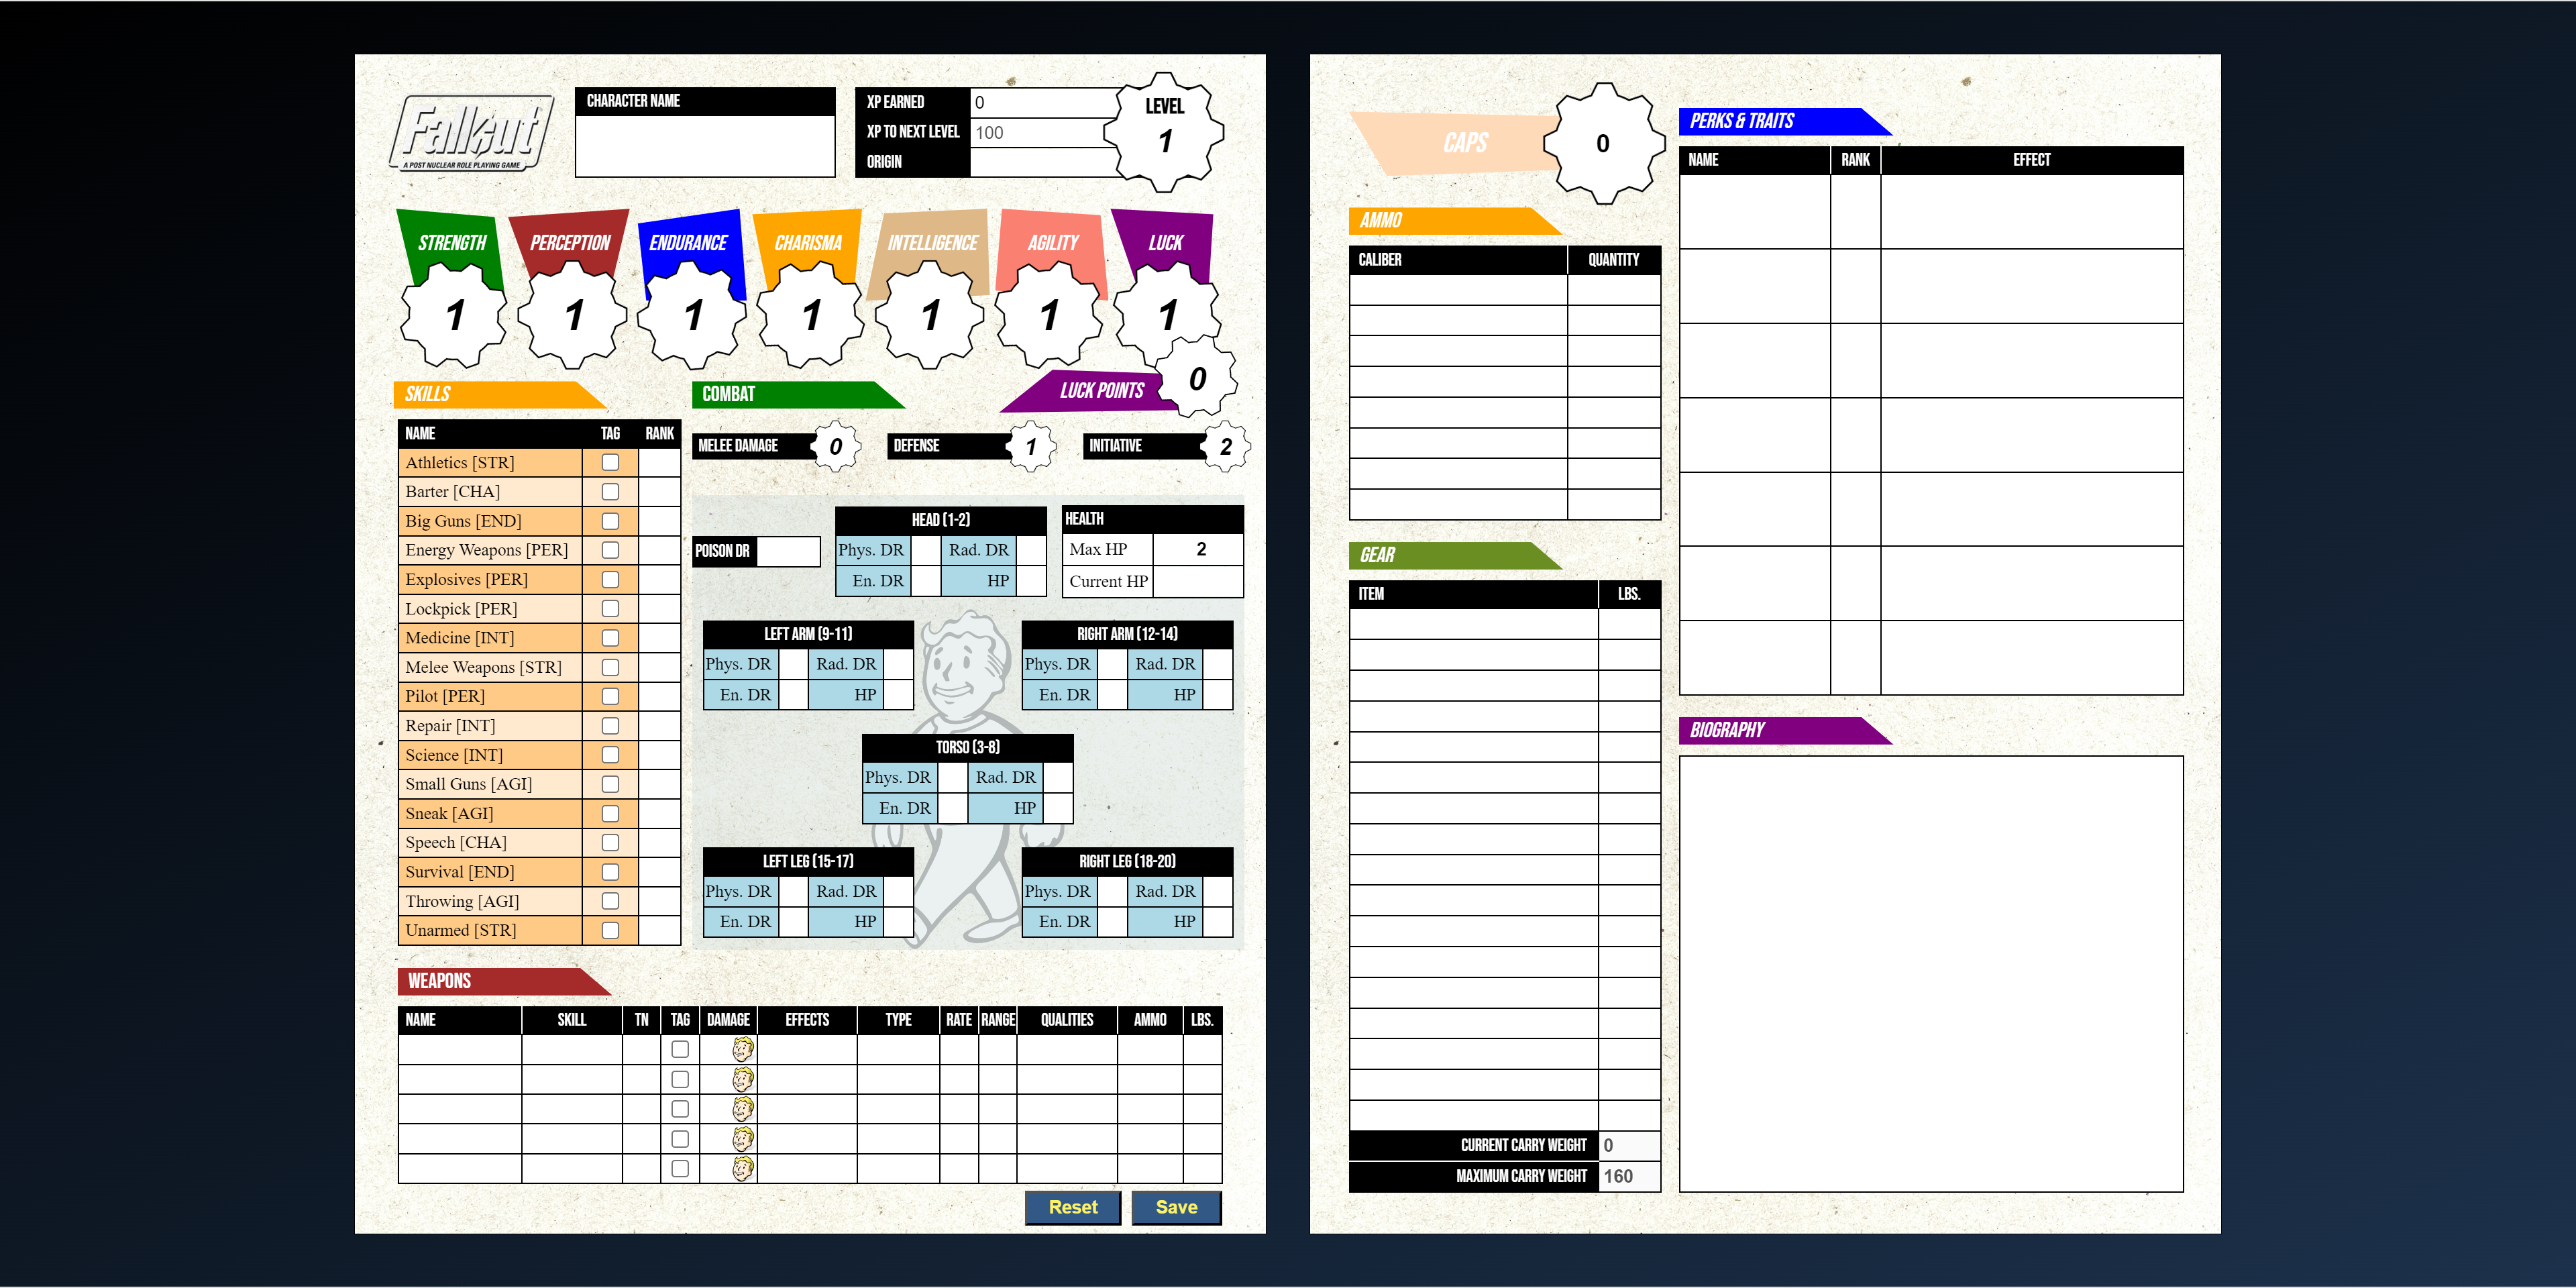 Fallout
A POST NUCLEAR ROLE PLAYING GAME
CHARACTER NAME
XP EARNED 0
XP TO NEXT LEVEL 100
ORIGIN
LEVEL
1
STRENGTH PERCEPTION ENDURANCE CHARISMA INTELLIGENCE AGILITY LUCK
1 1 1 1 1 1 1
LUCK POINTS 0
SKILLS
NAME TAG RANK
Athletics [STR]
Barter [CHA]
Big Guns [END]
Energy Weapons [PER]
Explosives [PER]
Lockpick [PER]
Medicine [INT]
Melee Weapons [STR]
Pilot [PER]
Repair [INT]
Science [INT]
Small Guns [AGI]
Sneak [AGI]
Speech [CHA]
Survival [END]
Throwing [AGI]
Unarmed [STR]
COMBAT
MELEE DAMAGE 0 DEFENSE 1 INITIATIVE 2
POISON DR
HEAD (1-2)
Phys. DR Rad. DR
En. DR HP
HEALTH
Max HP 2
Current HP
LEFT ARM (9-11)
Phys. DR Rad. DR
En. DR HP
RIGHT ARM (12-14)
Phys. DR Rad. DR
En. DR HP
TORSO (3-8)
Phys. DR Rad. DR
En. DR HP
LEFT LEG (15-17)
Phys. DR Rad. DR
En. DR HP
RIGHT LEG (18-20)
Phys. DR Rad. DR
En. DR HP
WEAPONS
NAME SKILL TN TAG DAMAGE EFFECTS TYPE RATE RANGE QUALITIES AMMO LBS.
Reset Save
CAPS 0
AMMO
CALIBER QUANTITY
GEAR
ITEM LBS.
CURRENT CARRY WEIGHT 0
MAXIMUM CARRY WEIGHT 160
PERKS & TRAITS
NAME RANK EFFECT
BIOGRAPHY